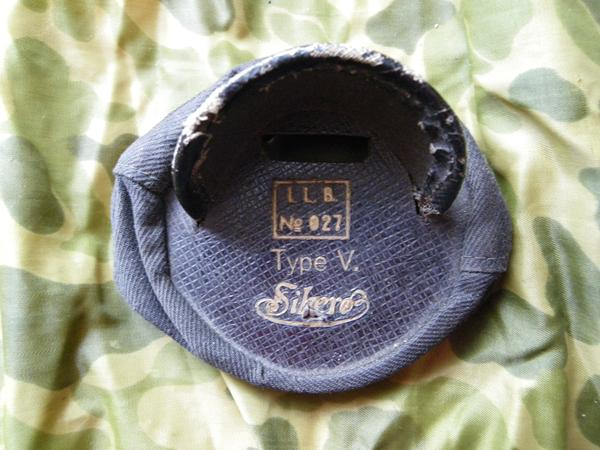 I.L.B.
№ 027
Type V.
Sikero